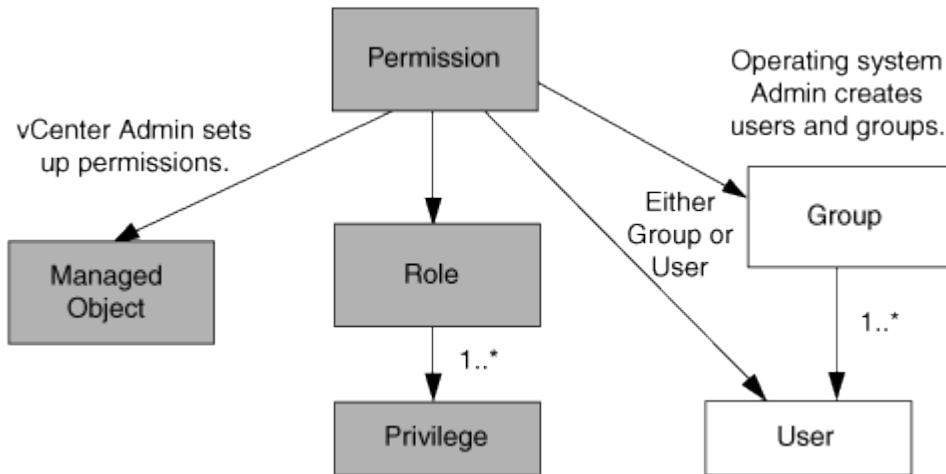 Permission
Operating system
Admin creates
users and groups.
vCenter Admin sets
up permissions.
Either
Group or
User
Group
Managed
Object
Role
1..*
1..*
Privilege
User